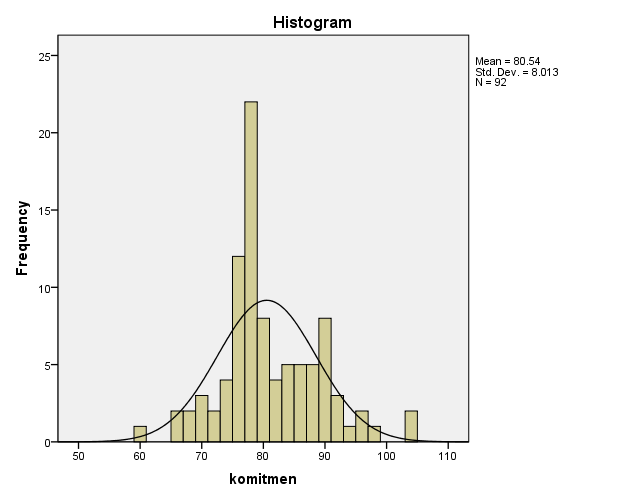 Histogram
Mean = 80.54
Std. Dev. = 8.013
N = 92
25
20
15
10
5
0
Frequency
50 60 70 80 90 100 110
komitmen